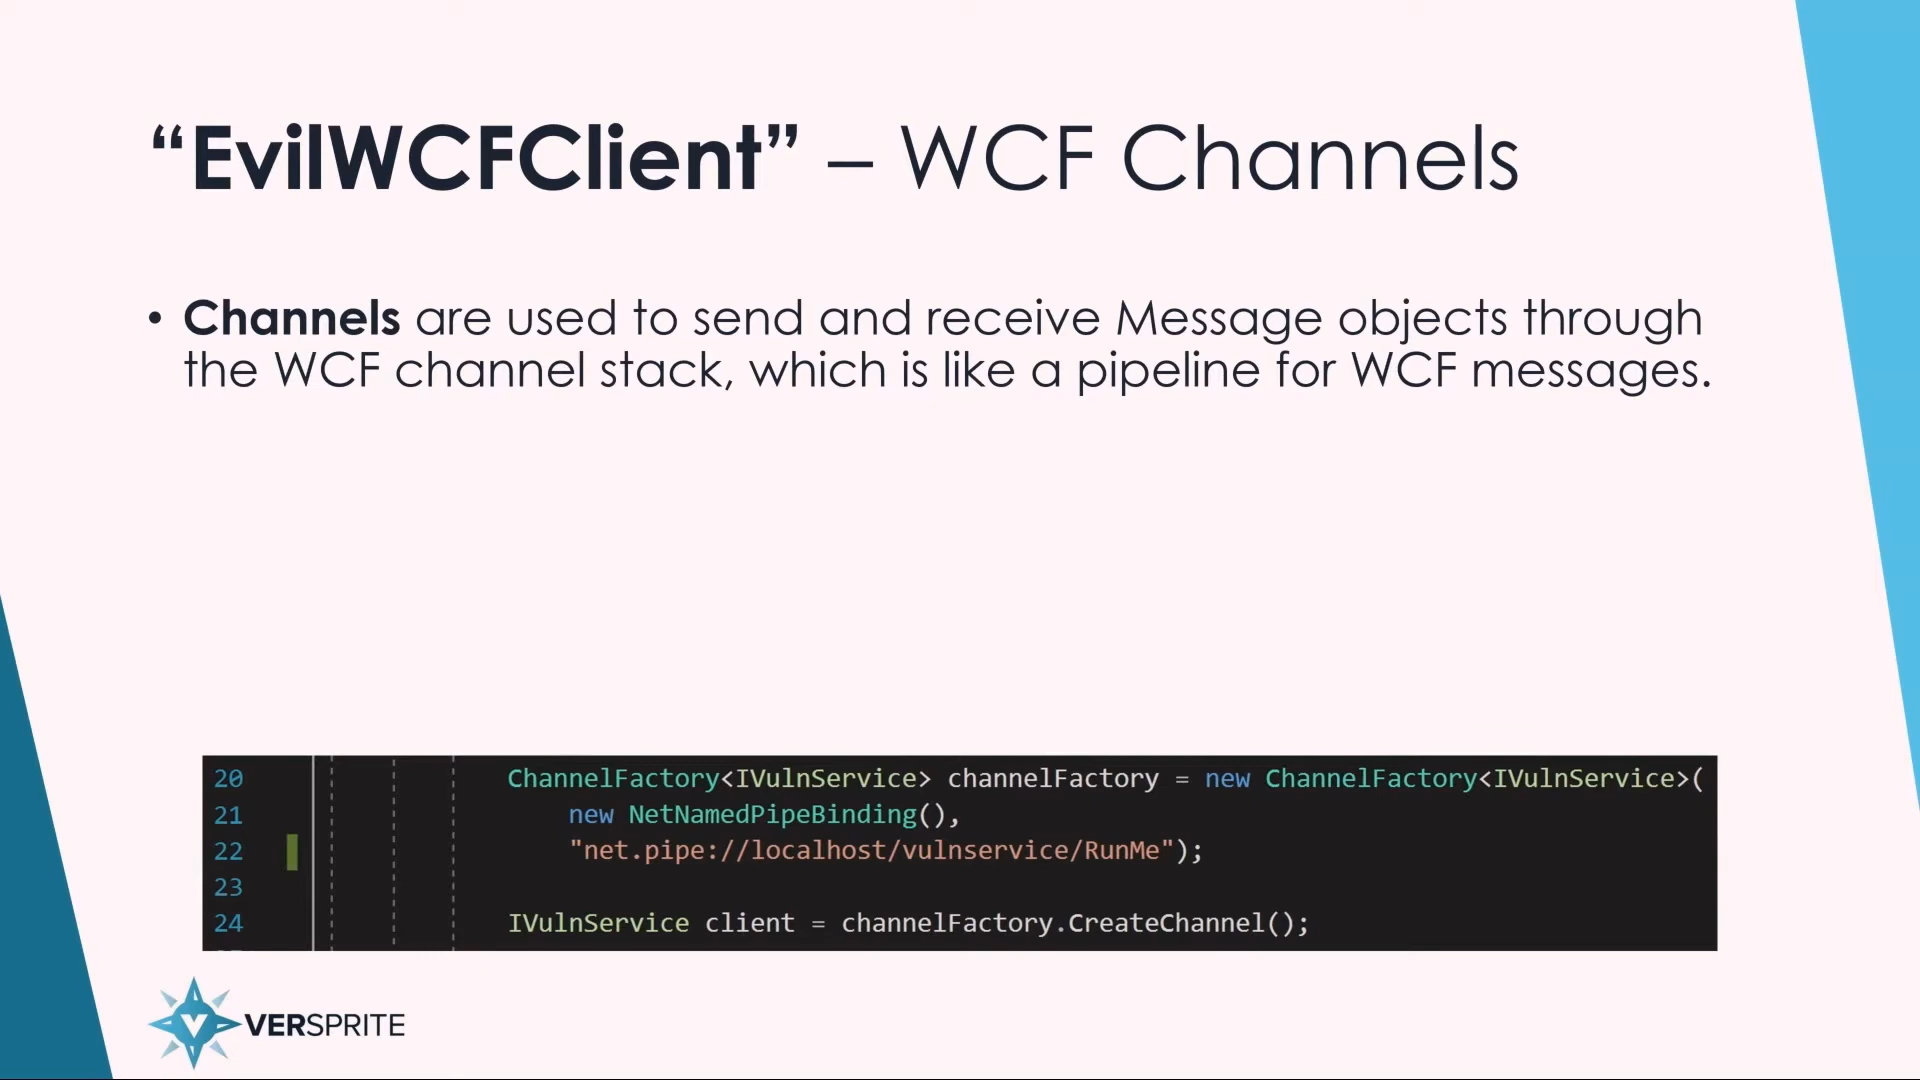 “EvilWCFClient” – WCF Channels
• Channels are used to send and receive Message objects through
the WCF channel stack, which is like a pipeline for WCF messages.
20 ChannelFactory<IVulnService> channelFactory = new ChannelFactory<IVulnService>(
21 new NetNamedPipeBinding(),
22 "net.pipe://localhost/vulnservice/RunMe");
23
24 IVulnService client = channelFactory.CreateChannel();
VERSPRITE